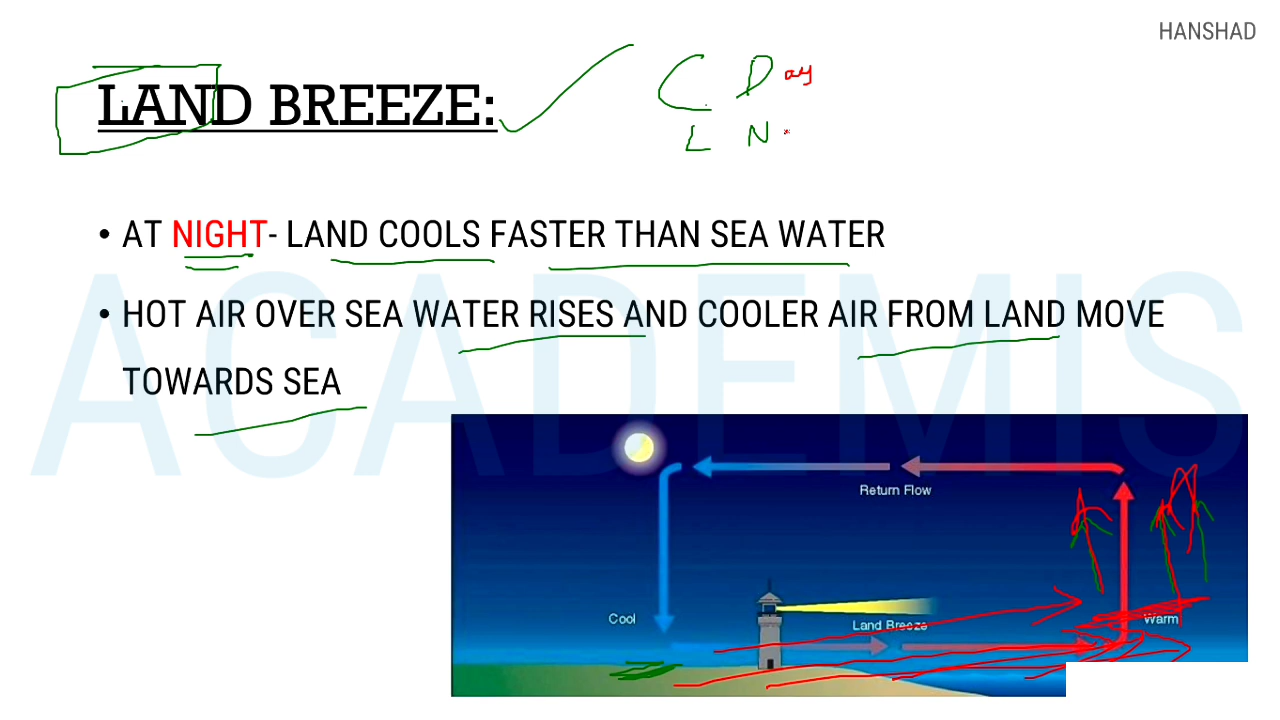 HANSHAD
LAND BREEZE:
C Day
L N
• AT NIGHT- LAND COOLS FASTER THAN SEA WATER
• HOT AIR OVER SEA WATER RISES AND COOLER AIR FROM LAND MOVE
TOWARDS SEA
ACADEMIS
Return Flow
Cool
Land Breeze
Warm